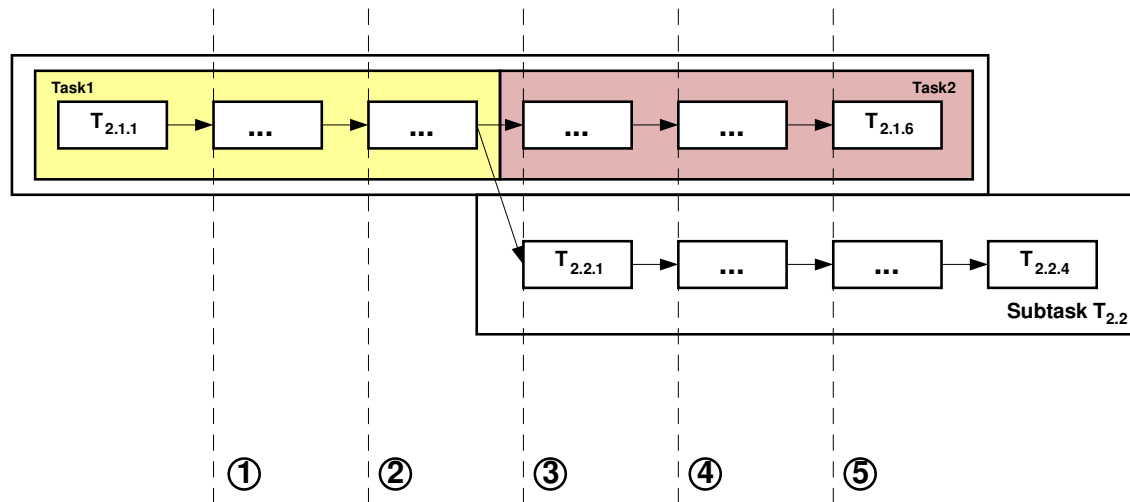 Task1 Task2
T2.1.1 ... ... ... ... T2.1.6
T2.2.1 ... ... T2.2.4
Subtask T2.2
① ② ③ ④ ⑤